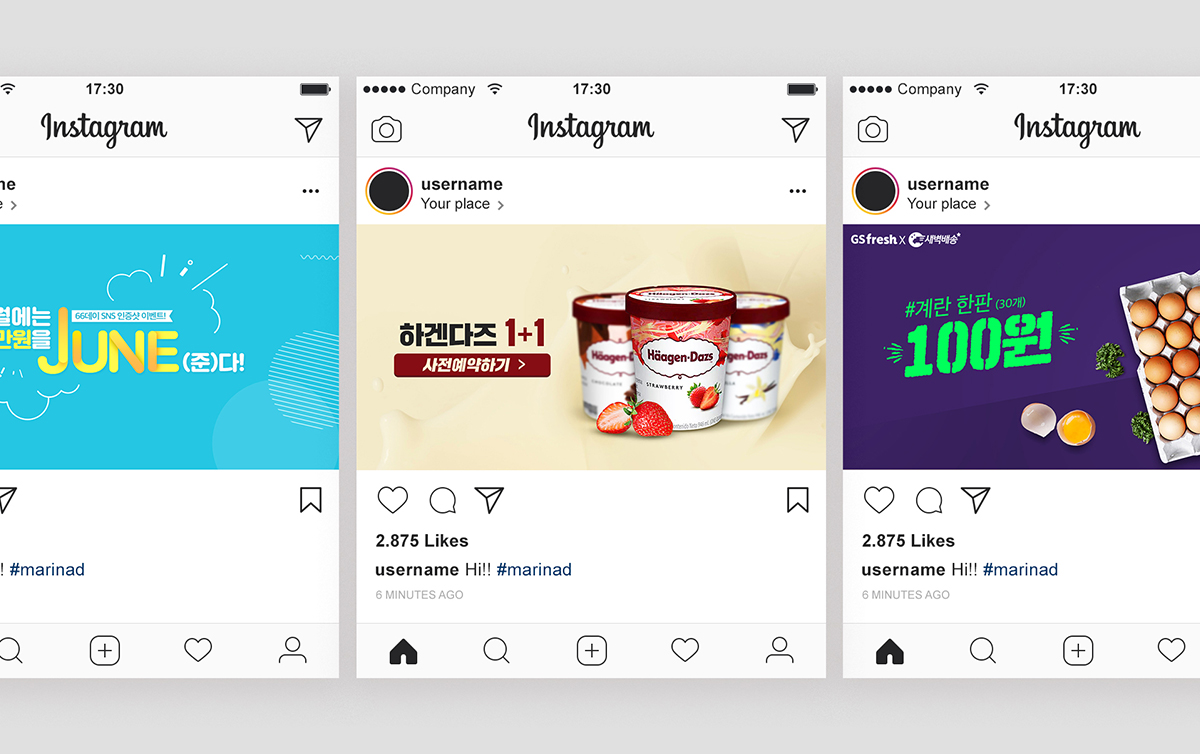 17:30
Instagram
66데이 SNS 인증샷 이벤트!
월에는
만원을
JUNE (준)다!
! #marinad
Company
17:30
Instagram
username
Your place >
하겐다즈 1+1
사전예약하기 >
Häagen-Dazs
Häagen-Dazs
STRAWBERRY
CHOCOLATE
2.875 Likes
username Hi!! #marinad
6 MINUTES AGO
Company
17:30
Instagram
username
Your place >
GS fresh X 새벽배송
#계란 한판 (30개)
100원
2.875 Likes
username Hi!! #marinad
6 MINUTES AGO